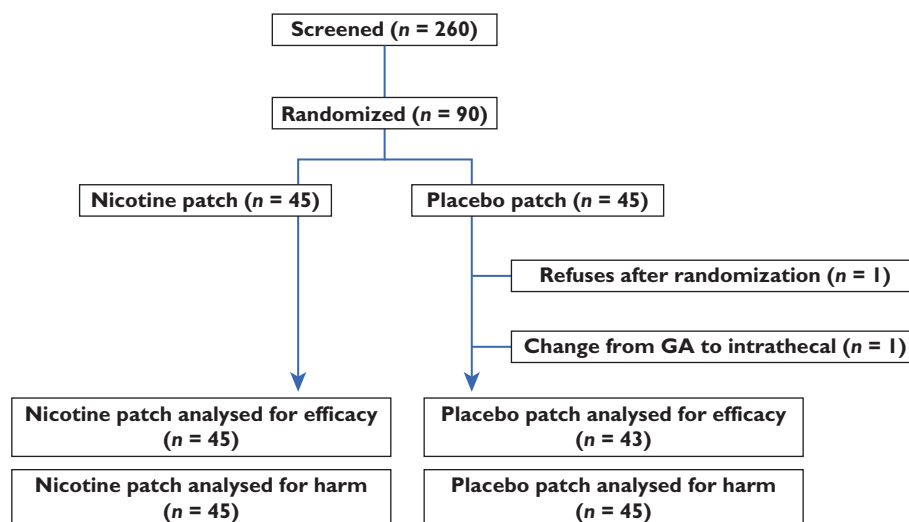 Screened (n = 260)
Randomized (n = 90)
Nicotine patch (n = 45)
Placebo patch (n = 45)
Refuses after randomization (n = 1)
Change from GA to intrathecal (n = 1)
Nicotine patch analysed for efficacy
(n = 45)
Placebo patch analysed for efficacy
(n = 43)
Nicotine patch analysed for harm
(n = 45)
Placebo patch analysed for harm
(n = 45)